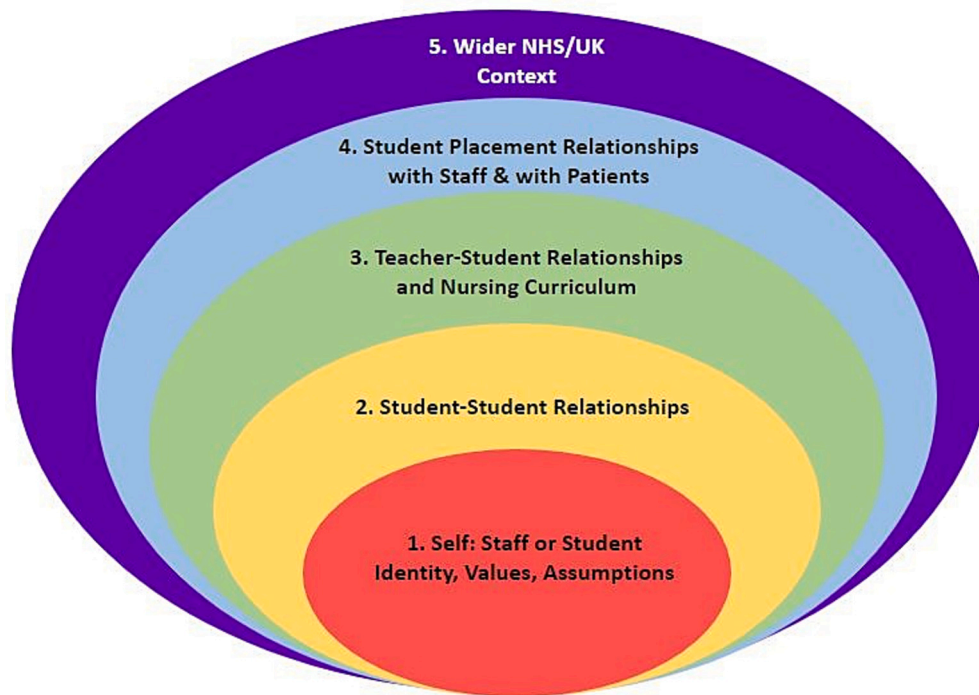 5. Wider NHS/UK
Context
4. Student Placement Relationships
with Staff & with Patients
3. Teacher-Student Relationships
and Nursing Curriculum
2. Student-Student Relationships
1. Self: Staff or Student
Identity, Values, Assumptions